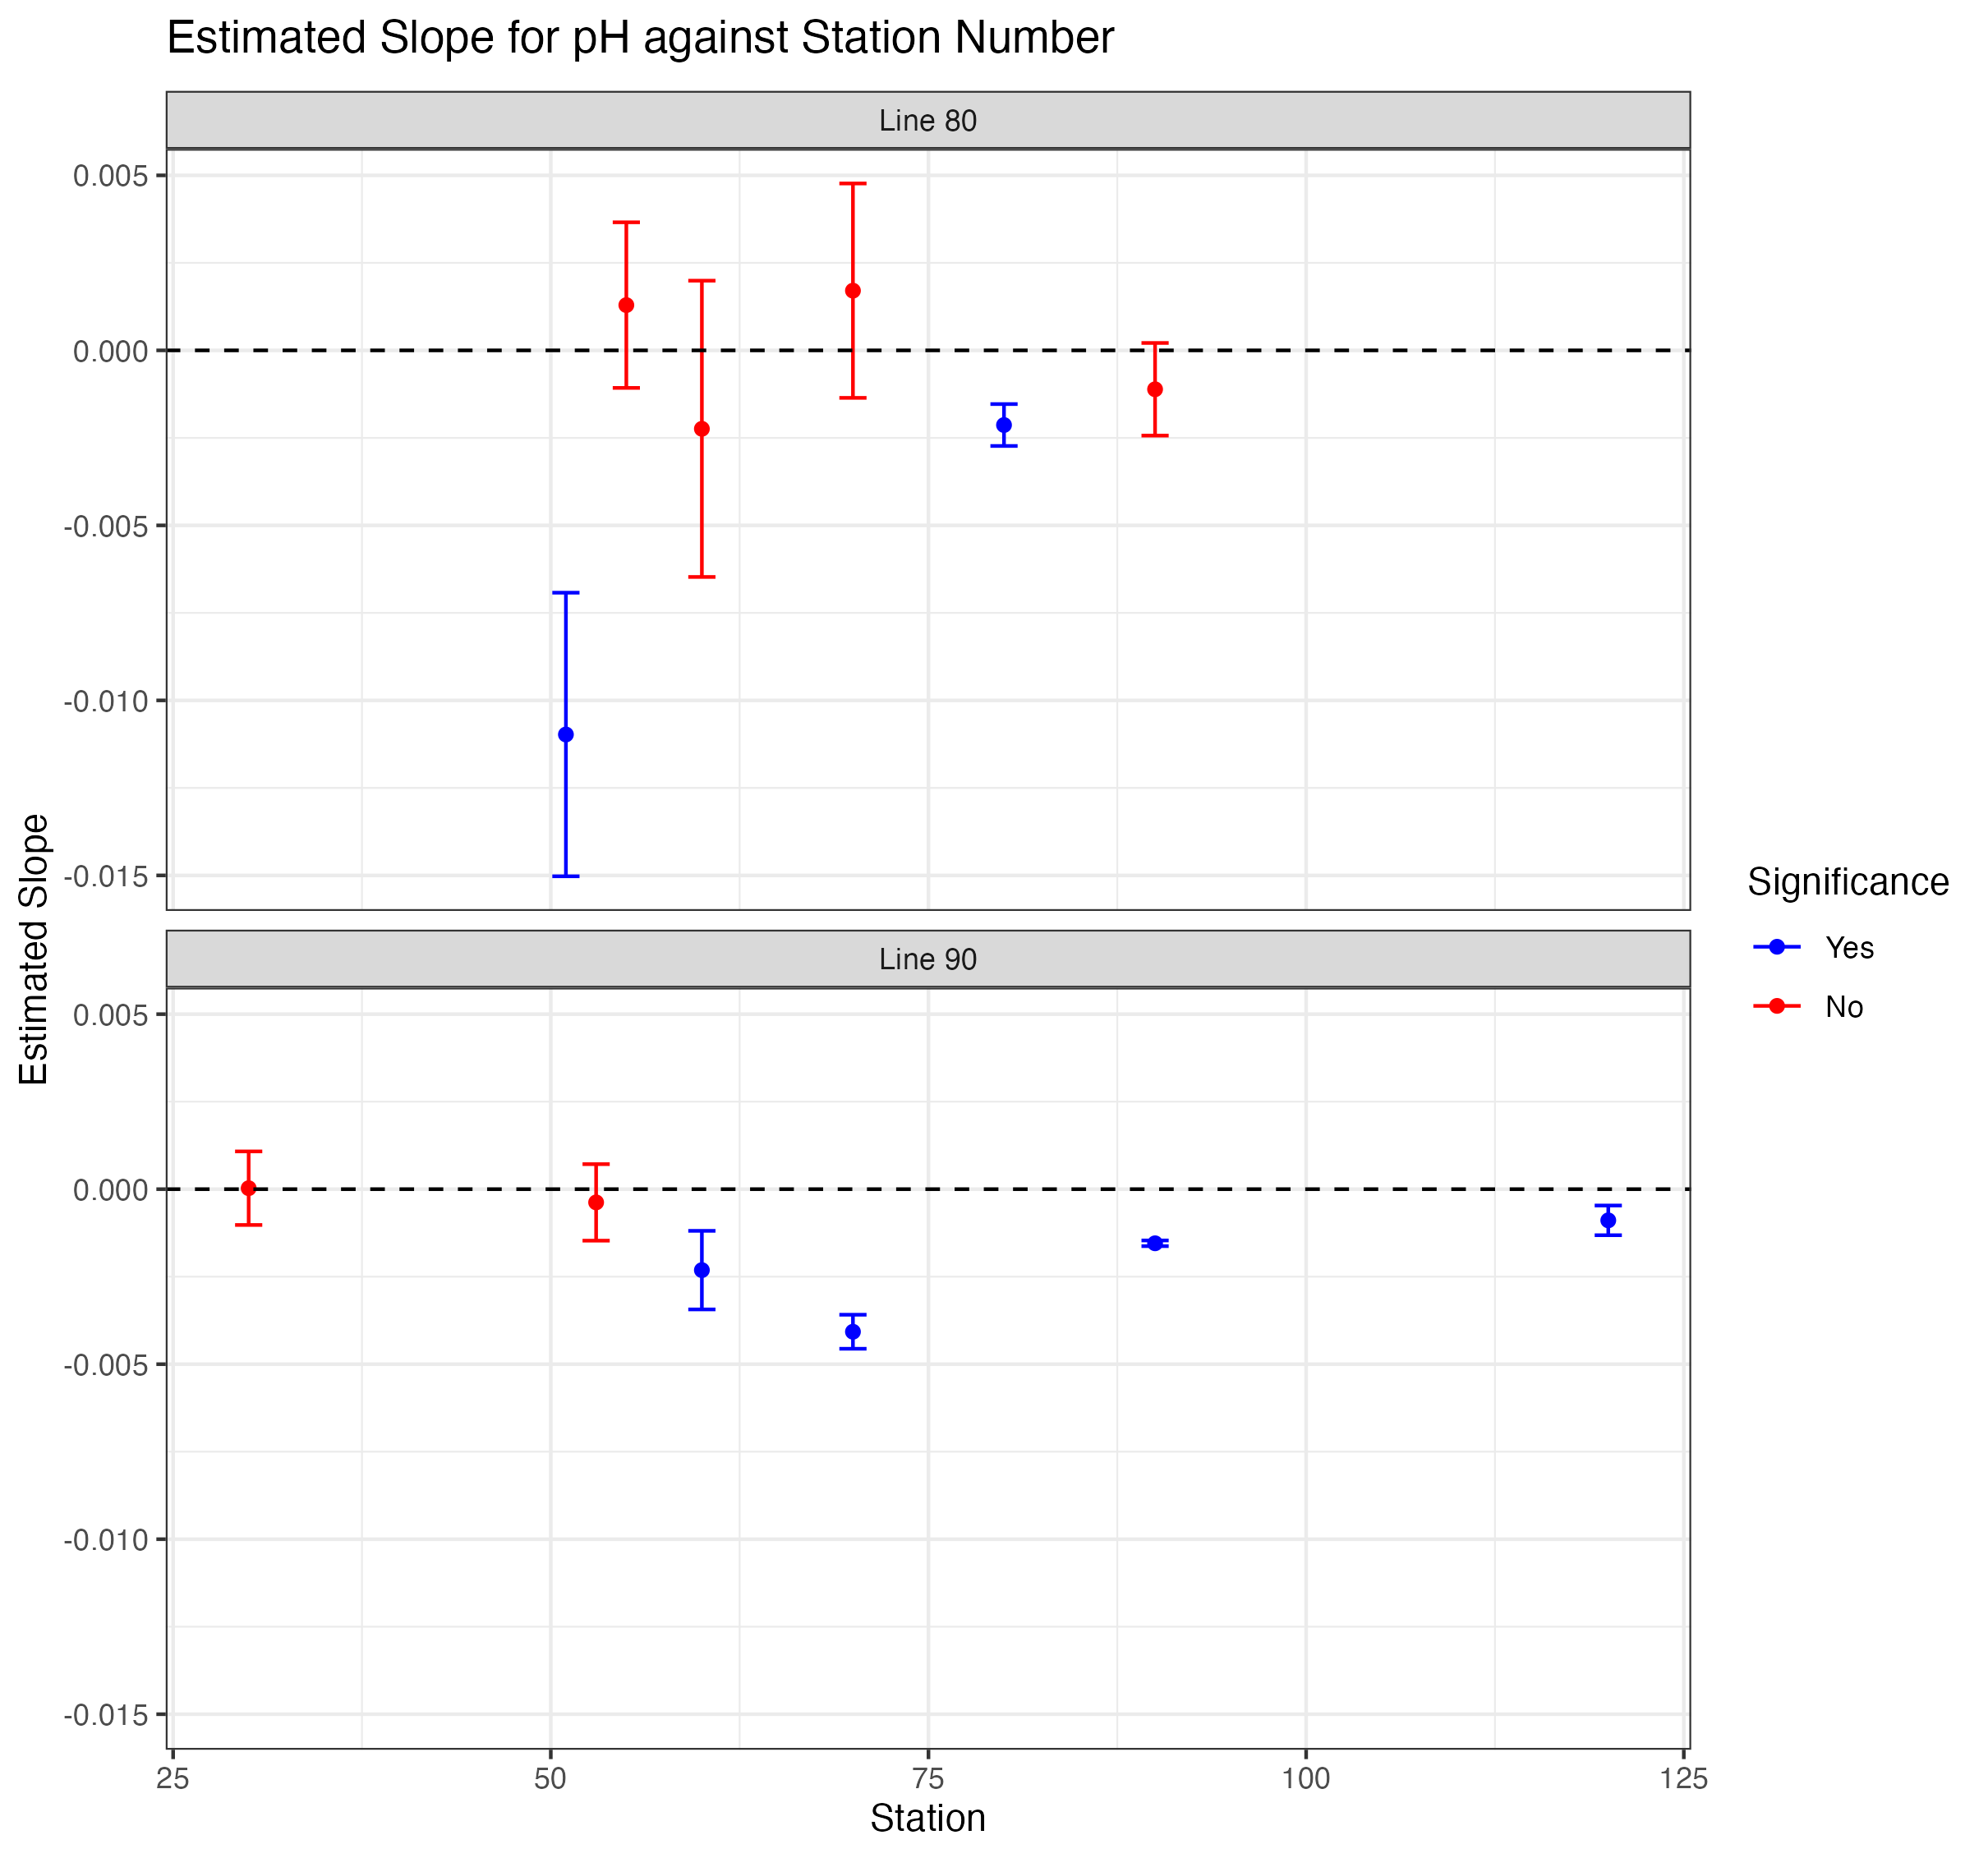 Estimated Slope for pH against Station Number
Line 80
0.005
0.000
-0.005
-0.010
-0.015
Line 90
0.005
0.000
-0.005
-0.010
-0.015
25 50 75 100 125
Station
Estimated Slope
Significance
Yes
No